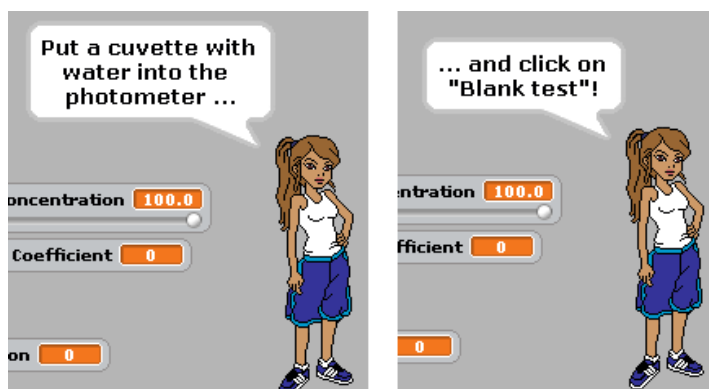 Put a cuvette with
water into the
photometer ...
oncentration 100.0
Coefficient 0
on 0
... and click on
"Blank test"!
ntration 100.0
fficient 0
0